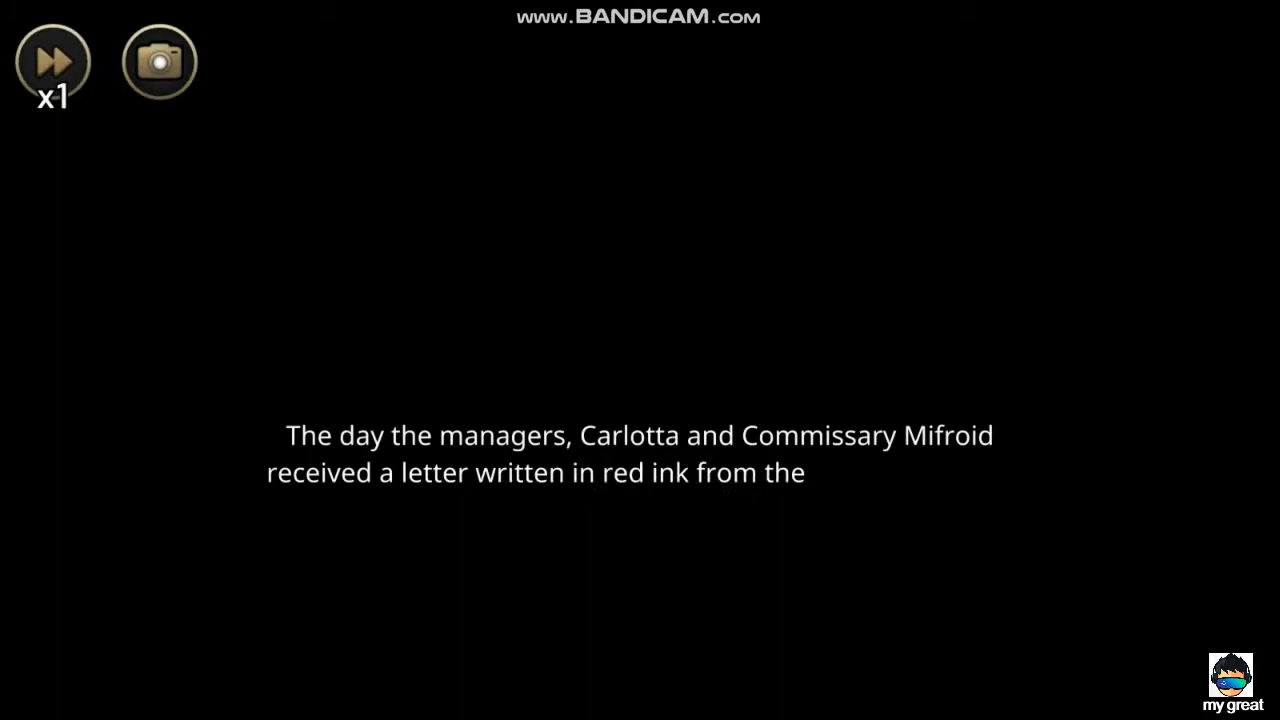 www.BANDICAM.com
x1
The day the managers, Carlotta and Commissary Mifroid
received a letter written in red ink from the
my great